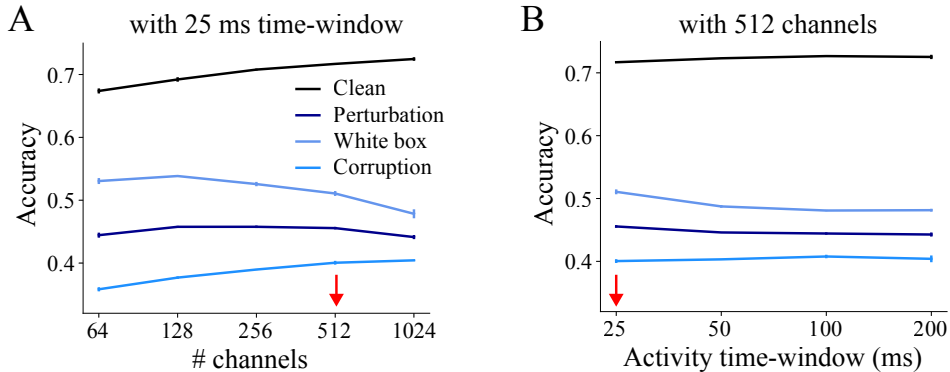 A
with 25 ms time-window
Accuracy
0.7
0.6
0.5
0.4
Clean
Perturbation
White box
Corruption
64
128
256
512
1024
# channels
B
with 512 channels
Accuracy
0.7
0.6
0.5
0.4
25
50
100
200
Activity time-window (ms)